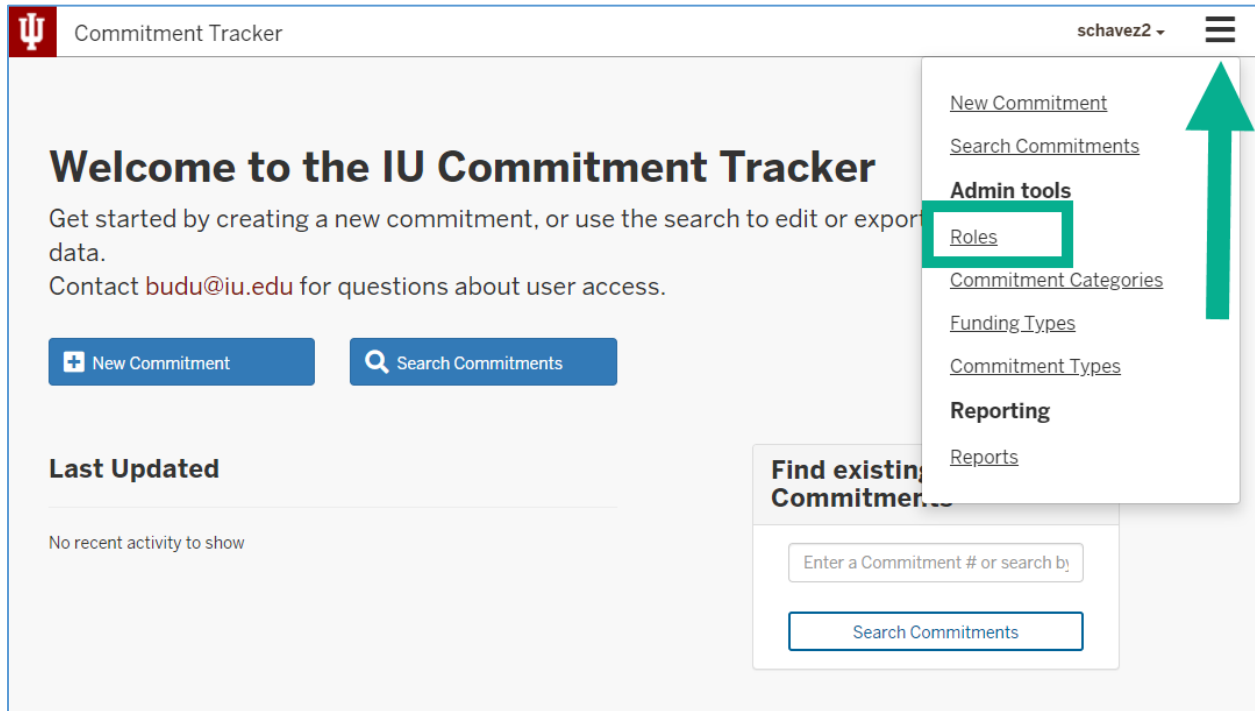 Commitment Tracker
schavez2
New Commitment
Search Commitments
Admin tools
Roles
Commitment Categories
Funding Types
Commitment Types
Reporting
Reports
Welcome to the IU Commitment Tracker
Get started by creating a new commitment, or use the search to edit or export
data.
Contact budu@iu.edu for questions about user access.
New Commitment
Search Commitments
Last Updated
No recent activity to show
Find existing
Commitments
Enter a Commitment # or search by
Search Commitments